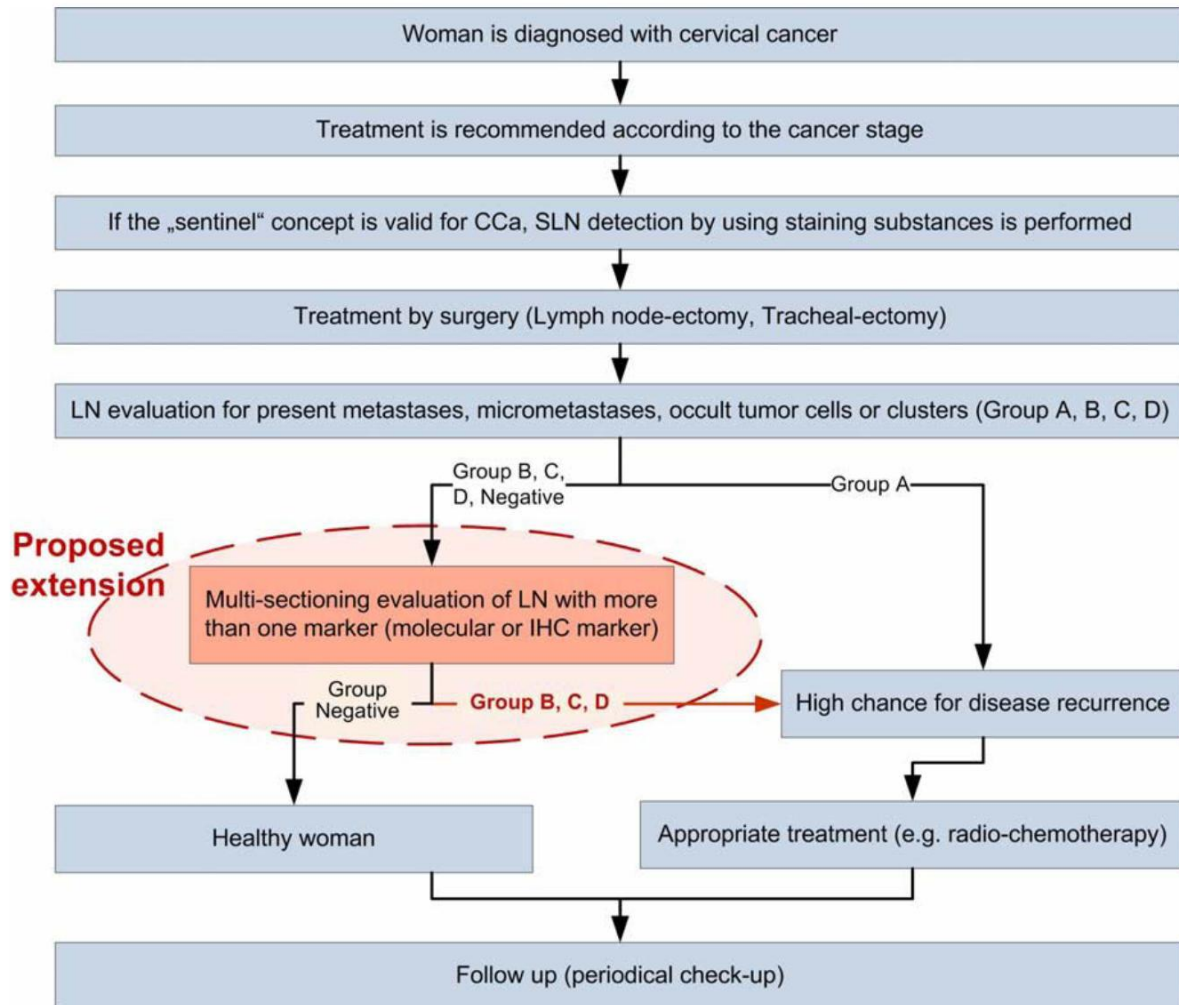 Woman is diagnosed with cervical cancer
Treatment is recommended according to the cancer stage
If the „sentinel“ concept is valid for CCa, SLN detection by using staining substances is performed
Treatment by surgery (Lymph node-ectomy, Tracheal-ectomy)
LN evaluation for present metastases, micrometastases, occult tumor cells or clusters (Group A, B, C, D)
Group B, C,
D, Negative
Group A
Proposed
extension
Multi-sectioning evaluation of LN with more
than one marker (molecular or IHC marker)
Group
Negative
Group B, C, D
High chance for disease recurrence
Healthy woman
Appropriate treatment (e.g. radio-chemotherapy)
Follow up (periodical check-up)